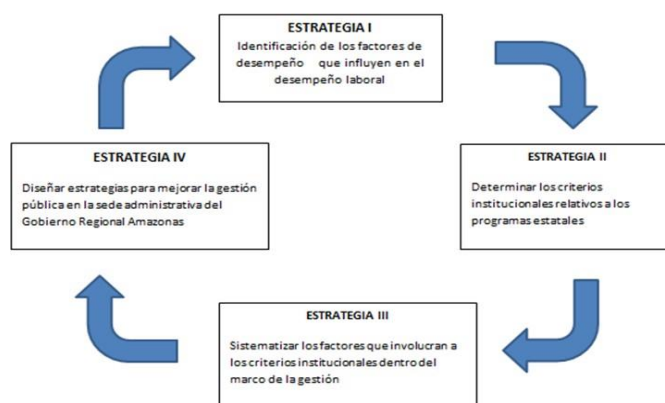 ESTRATEGIA I
Identificación de los factores de
desempeño que influyen en el
desempeño laboral
ESTRATEGIA II
Determinar los criterios
institucionales relativos a los
programas estatales
ESTRATEGIA III
Sistematizar los factores que involucran a
los criterios institucionales dentro del
marco de la gestión
ESTRATEGIA IV
Diseñar estrategias para mejorar la gestión
pública en la sede administrativa del
Gobierno Regional Amazonas